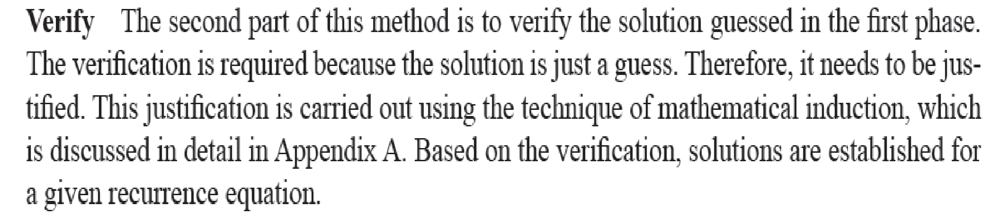 Verify The second part of this method is to verify the solution guessed in the first phase.
The verification is required because the solution is just a guess. Therefore, it needs to be jus-
tified. This justification is carried out using the technique of mathematical induction, which
is discussed in detail in Appendix A. Based on the verification, solutions are established for
a given recurrence equation.